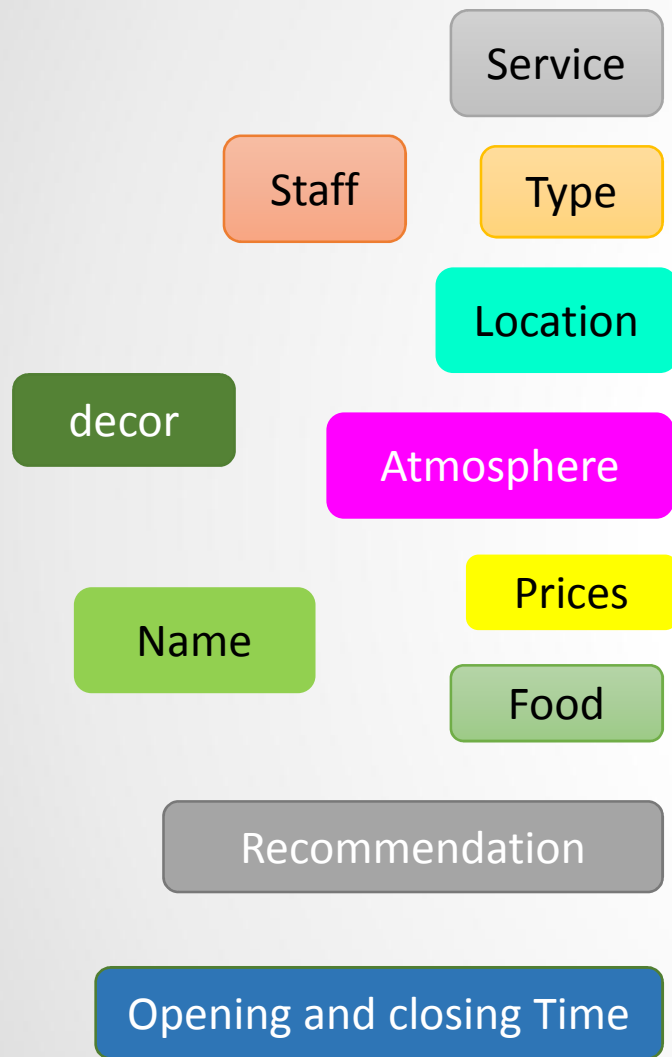 Service
Staff
Type
Location
decor
Atmosphere
Prices
Name
Food
Recommendation
Opening and closing Time